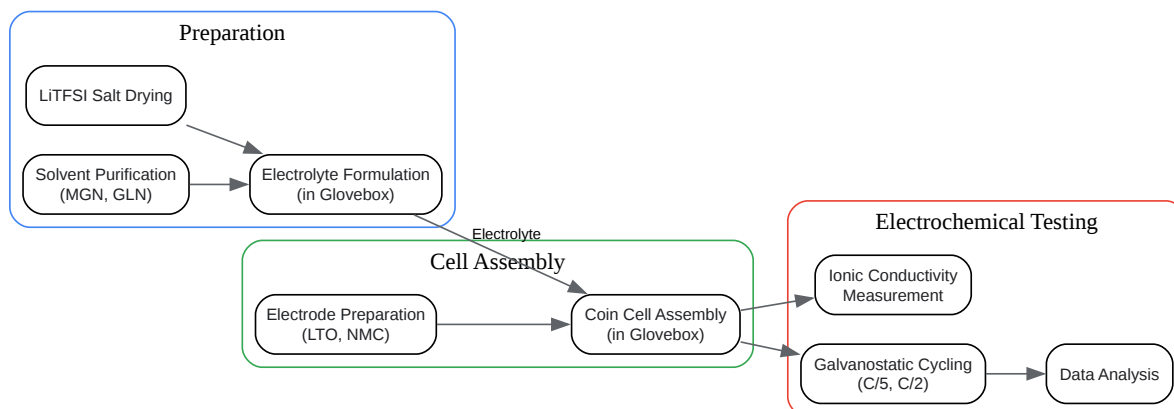 Preparation
LiTFSI Salt Drying
Solvent Purification
(MGN, GLN)
Electrolyte Formulation
(in Glovebox)
Electrolyte
Cell Assembly
Electrode Preparation
(LTO, NMC)
Coin Cell Assembly
(in Glovebox)
Electrochemical Testing
Ionic Conductivity
Measurement
Galvanostatic Cycling
(C/5, C/2)
Data Analysis